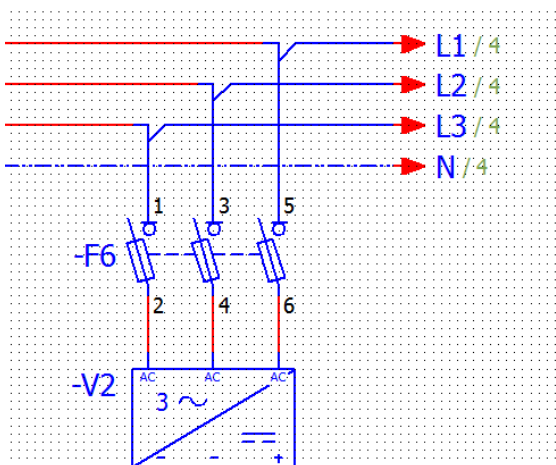 L1 / 4
L2 / 4
L3 / 4
N / 4
1 3 5
-F6
2 4 6
-V2
AC AC AC
3 ~
- - +